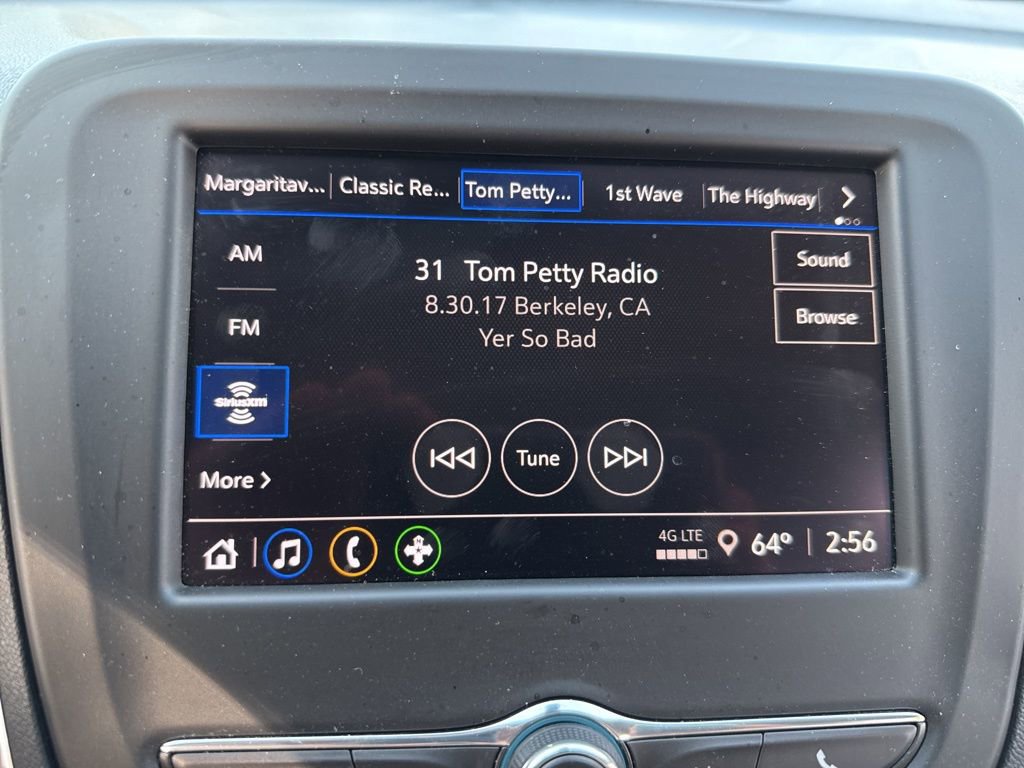 Margaritav... Classic Re... Tom Petty... 1st Wave The Highway
AM
31 Tom Petty Radio
Sound
8.30.17 Berkeley, CA
FM
Yer So Bad
Browse
SiriusXM
More
Tune
4G LTE
64° 2:56